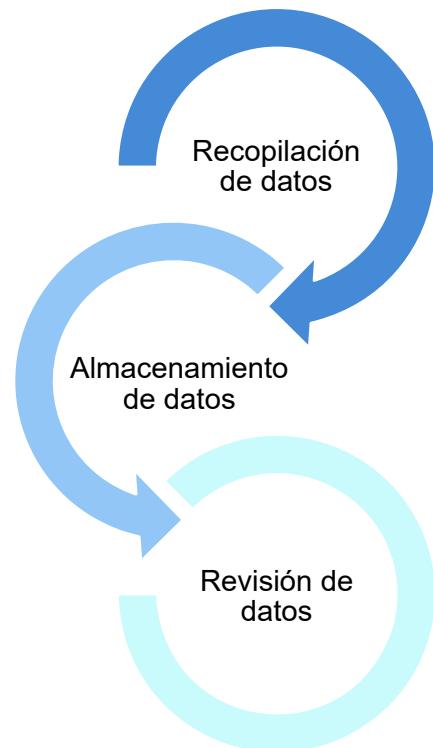 Recopilación
de datos
Almacenamiento
de datos
Revisión de
datos